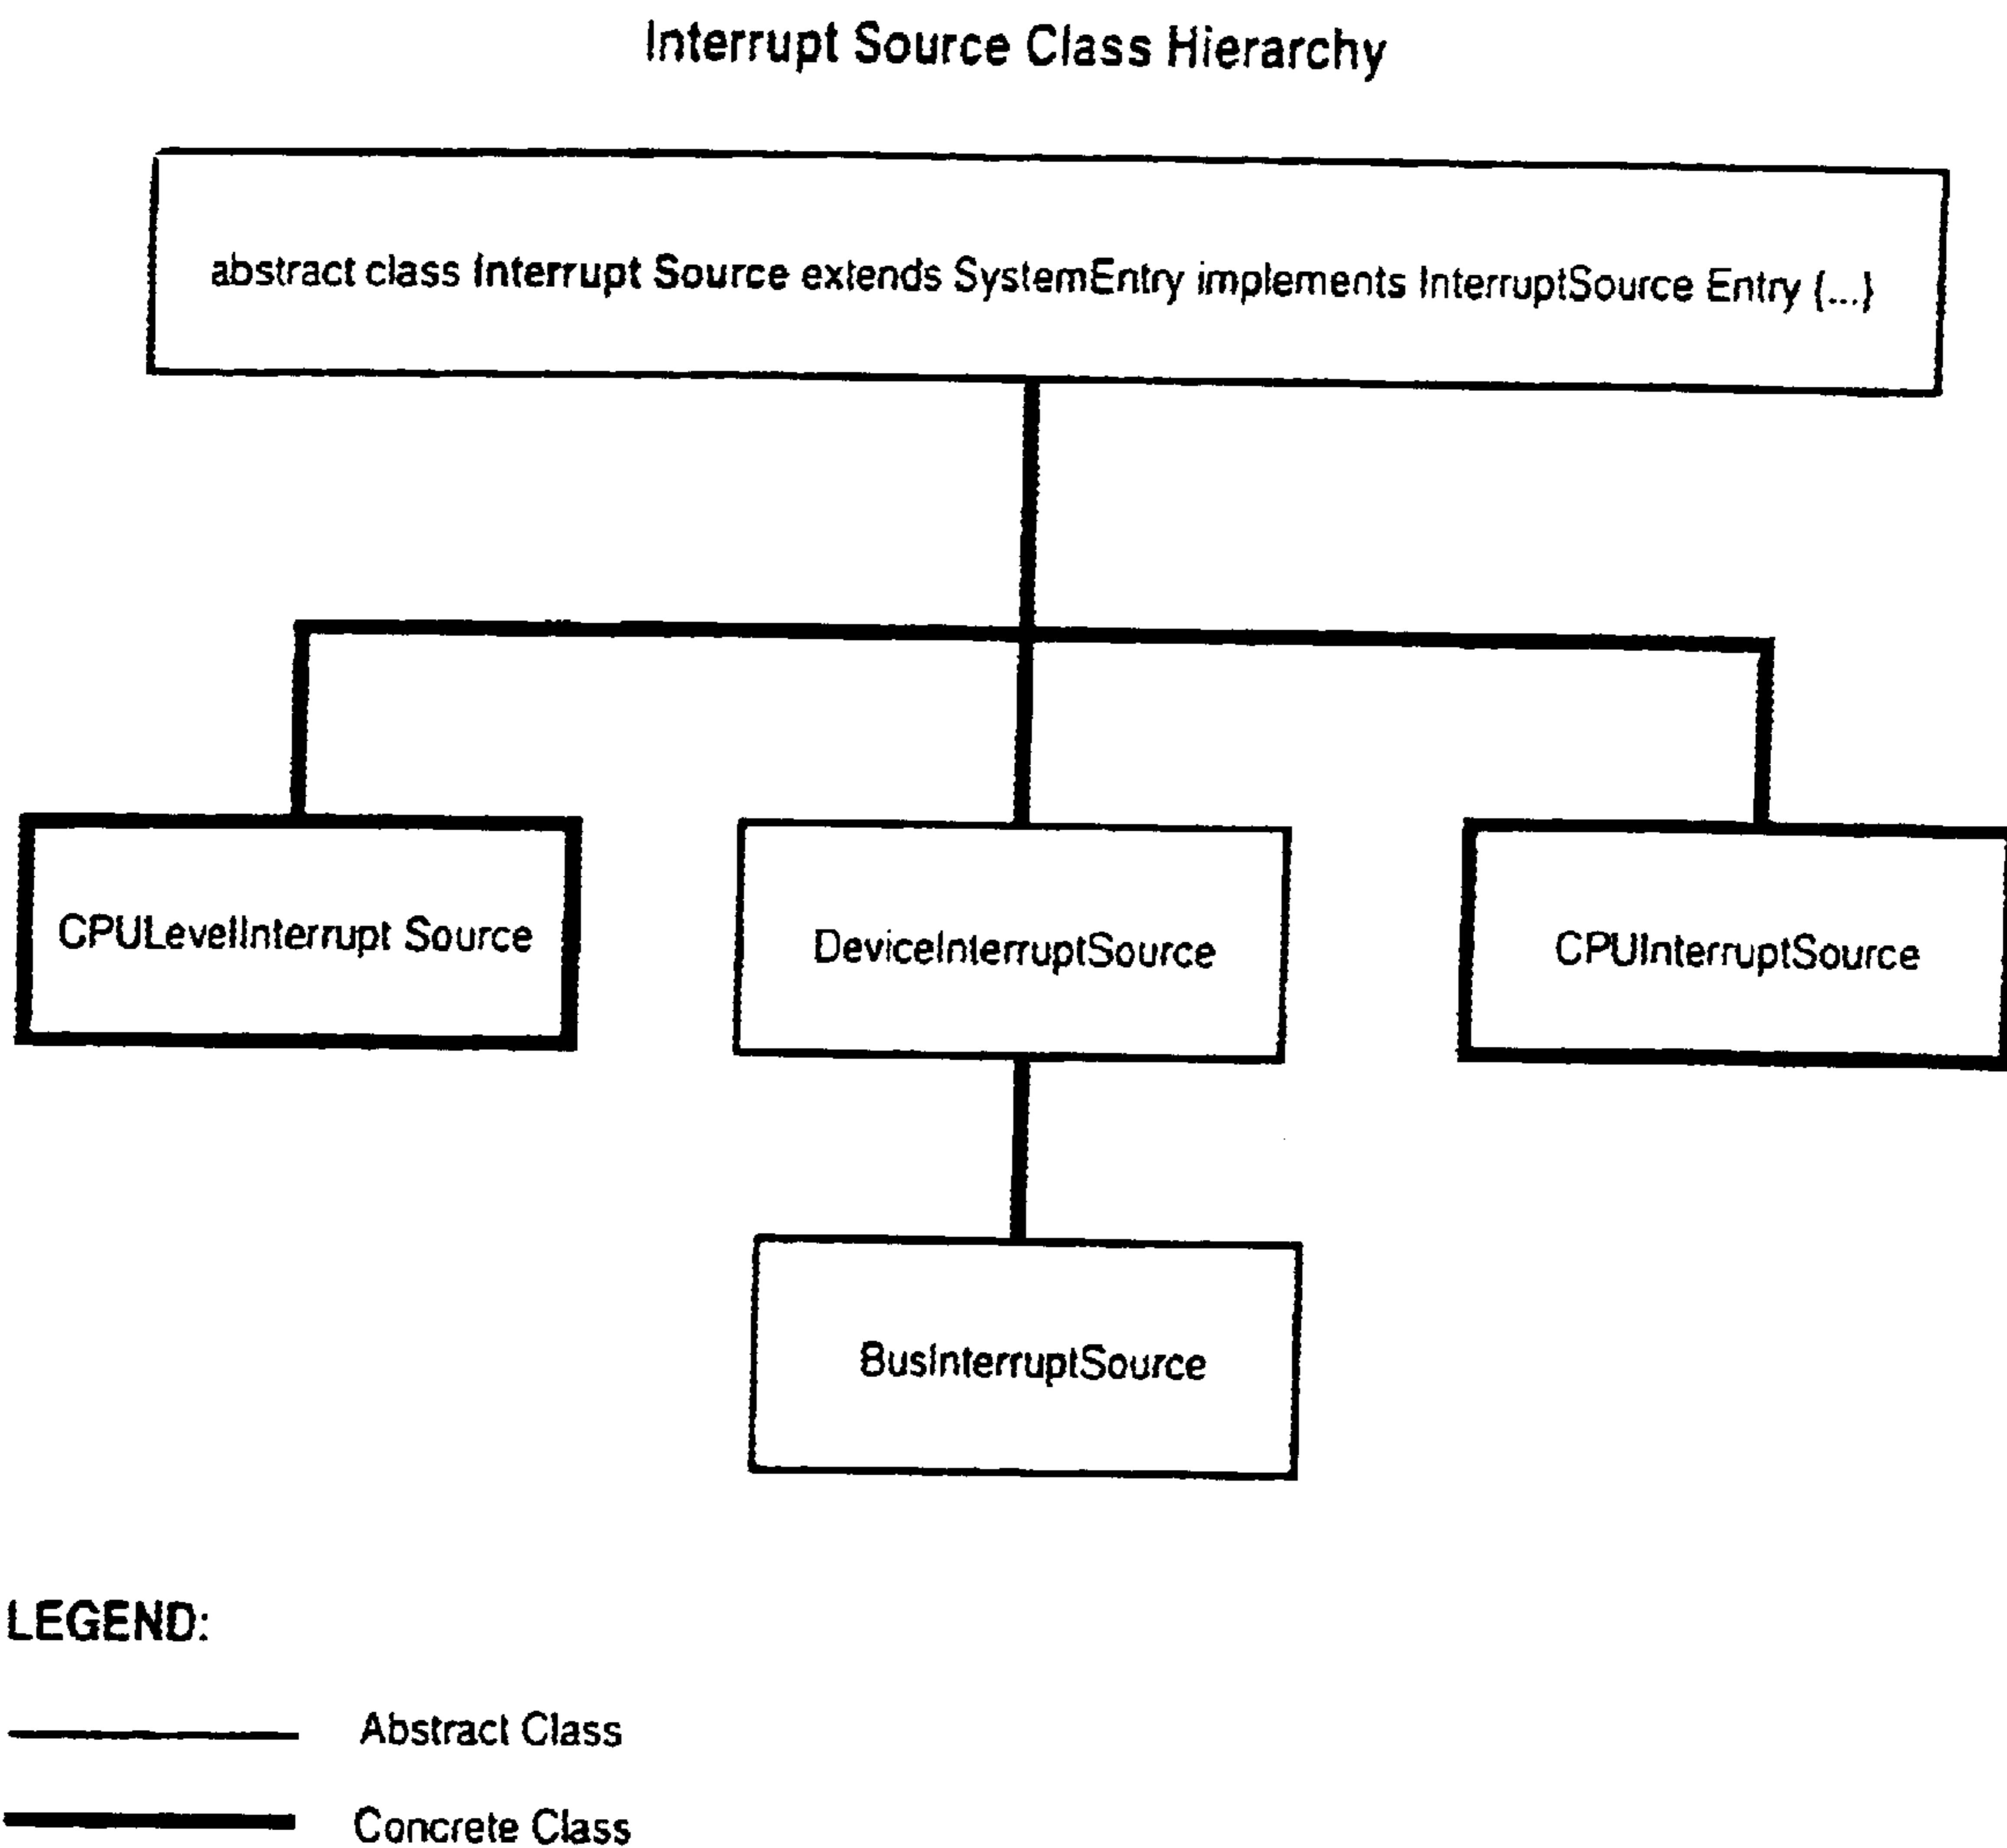 Interrupt Source Class Hierarchy
abstract class Interrupt Source extends SystemEntry implements InterruptSource Entry {...}
CPULevelInterrupt Source
DeviceInterruptSource
CPUInterruptSource
BusInterruptSource
LEGEND:
Abstract Class
Concrete Class